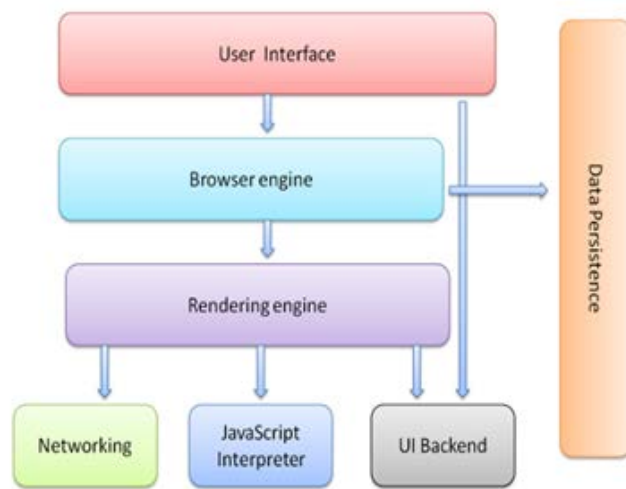 User Interface
Browser engine
Rendering engine
Networking
JavaScript
Interpreter
UI Backend
Data Persistence